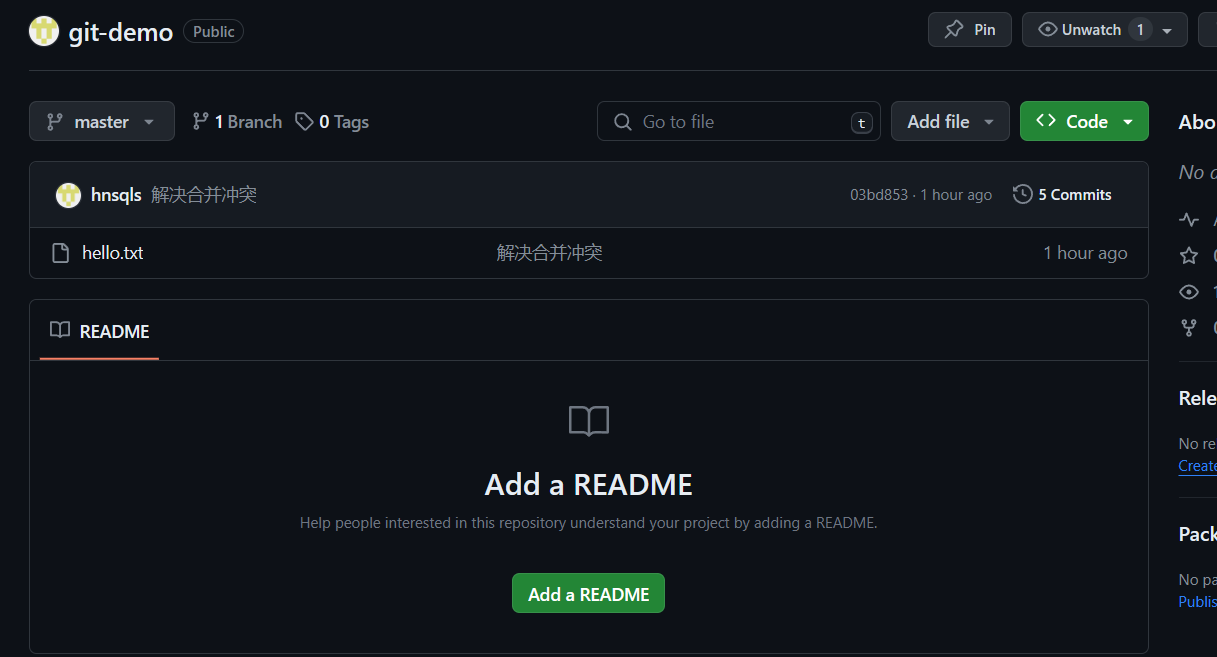 git-demo Public Pin Unwatch 1
master 1 Branch 0 Tags Go to file t Add file Code
hnsqls 解决合并冲突 03bd853 · 1 hour ago 5 Commits
hello.txt 解决合并冲突 1 hour ago
README
Add a README
Help people interested in this repository understand your project by adding a README.
Add a README
Abo
No
Rele
No re
Create
Pack
No pa
Publis